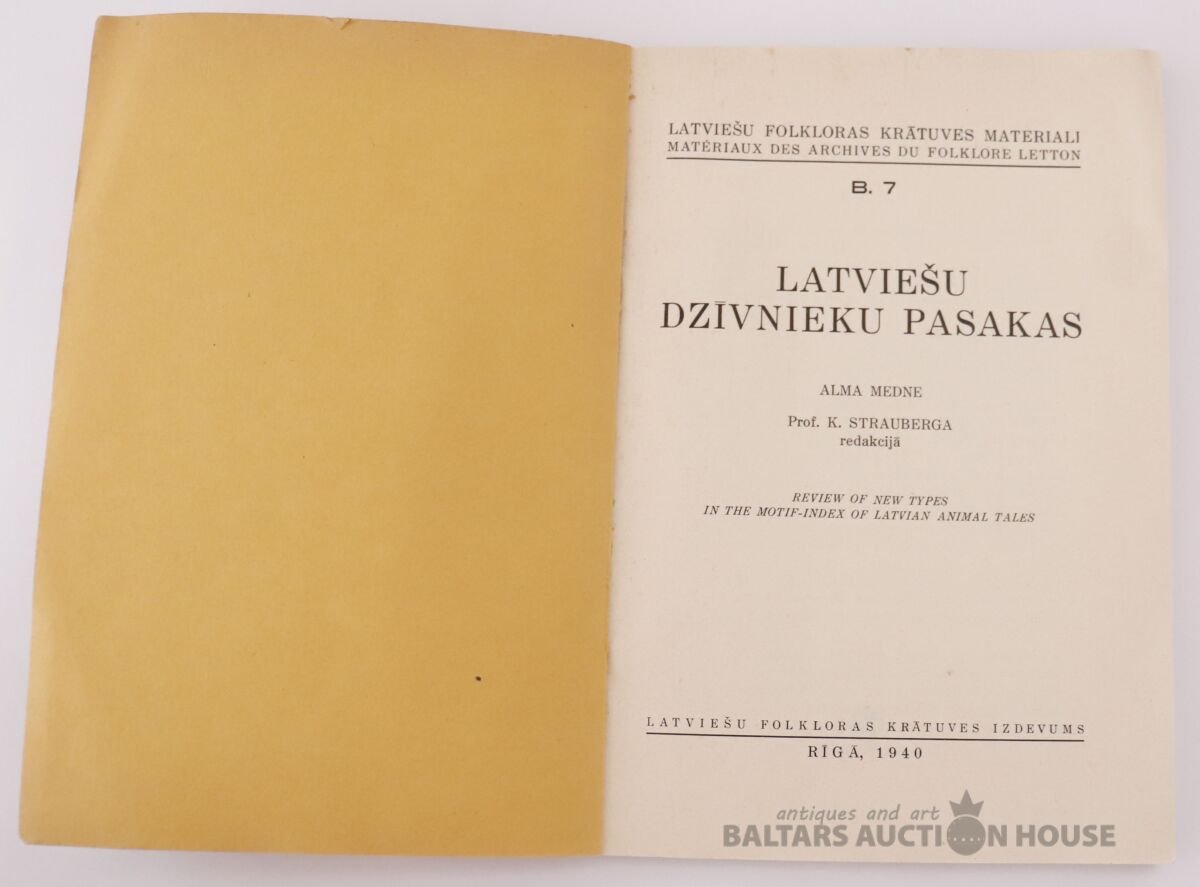 LATVIEŠU FOLKLORAS KRĀTUVES MATERIALI
MATÉRIAUX DES ARCHIVES DU FOLKLORE LETTON
B. 7
LATVIEŠU
DZĪVNIEKU PASAKAS
ALMA MEDNE
Prof. K. STRAUBERGA
redakcijā
REVIEW OF NEW TYPES
IN THE MOTIF-INDEX OF LATVIAN ANIMAL TALES
LATVIEŠU FOLKLORAS KRĀTUVES IZDEVUMS
RĪGĀ, 1940
antiques and art
BALTARS AUCTION HOUSE